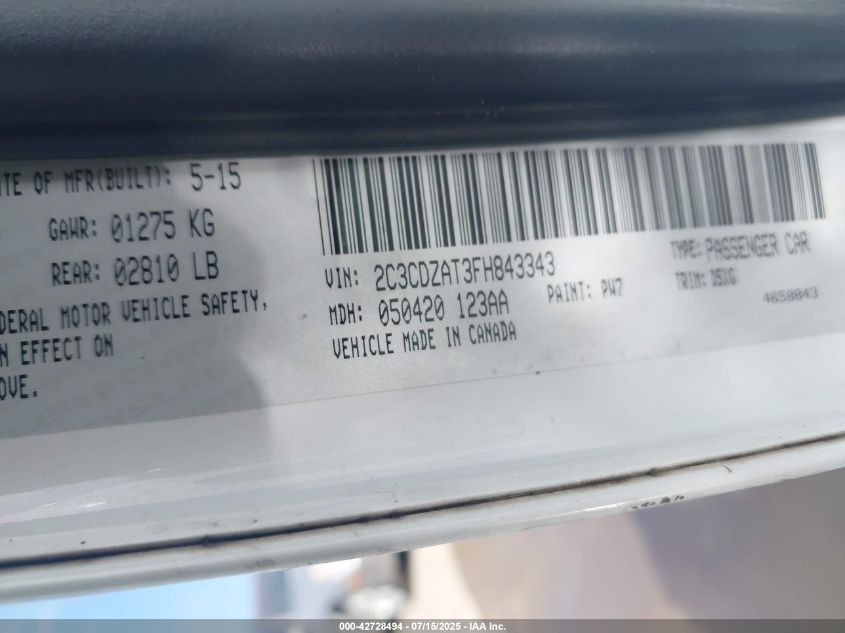 ATE OF MFR(BUILT): 5-15
GAWR: 01275 KG
REAR: 02810 LB
DERAL MOTOR VEHICLE SAFETY,
N EFFECT ON
OVE.
VIN: 2C3CDZAT3FH843343
TYPE: PASSENGER CAR
MDH: 050420 123AA
PAINT: PW7
TRIM: D5XG
VEHICLE MADE IN CANADA
000-42728494 - 07/15/2025 - IAA Inc.